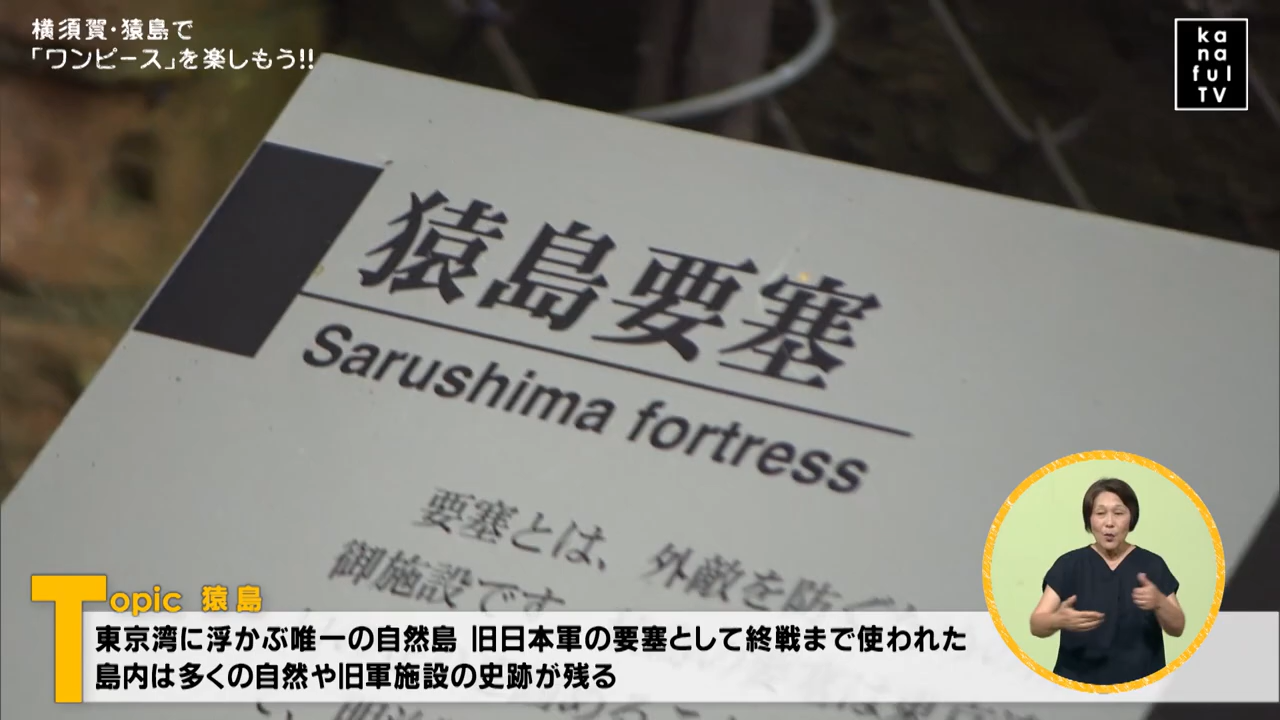 横須賀・猿島で
「ワンピース」を楽しもう!!
ka
na
ful
TV
猿島要塞
Sarushima fortress
要塞とは、外敵を防ぐ
御施設です
Topic 猿島
東京湾に浮かぶ唯一の自然島 旧日本軍の要塞として終戦まで使われた
島内は多くの自然や旧軍施設の史跡が残る